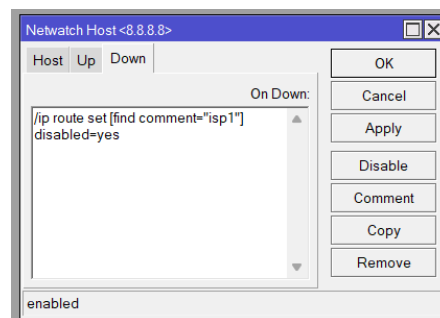 Netwatch Host <8.8.8.8>
Host Up Down
On Down:
/ip route set [find comment="isp1"]
disabled=yes
OK
Cancel
Apply
Disable
Comment
Copy
Remove
enabled